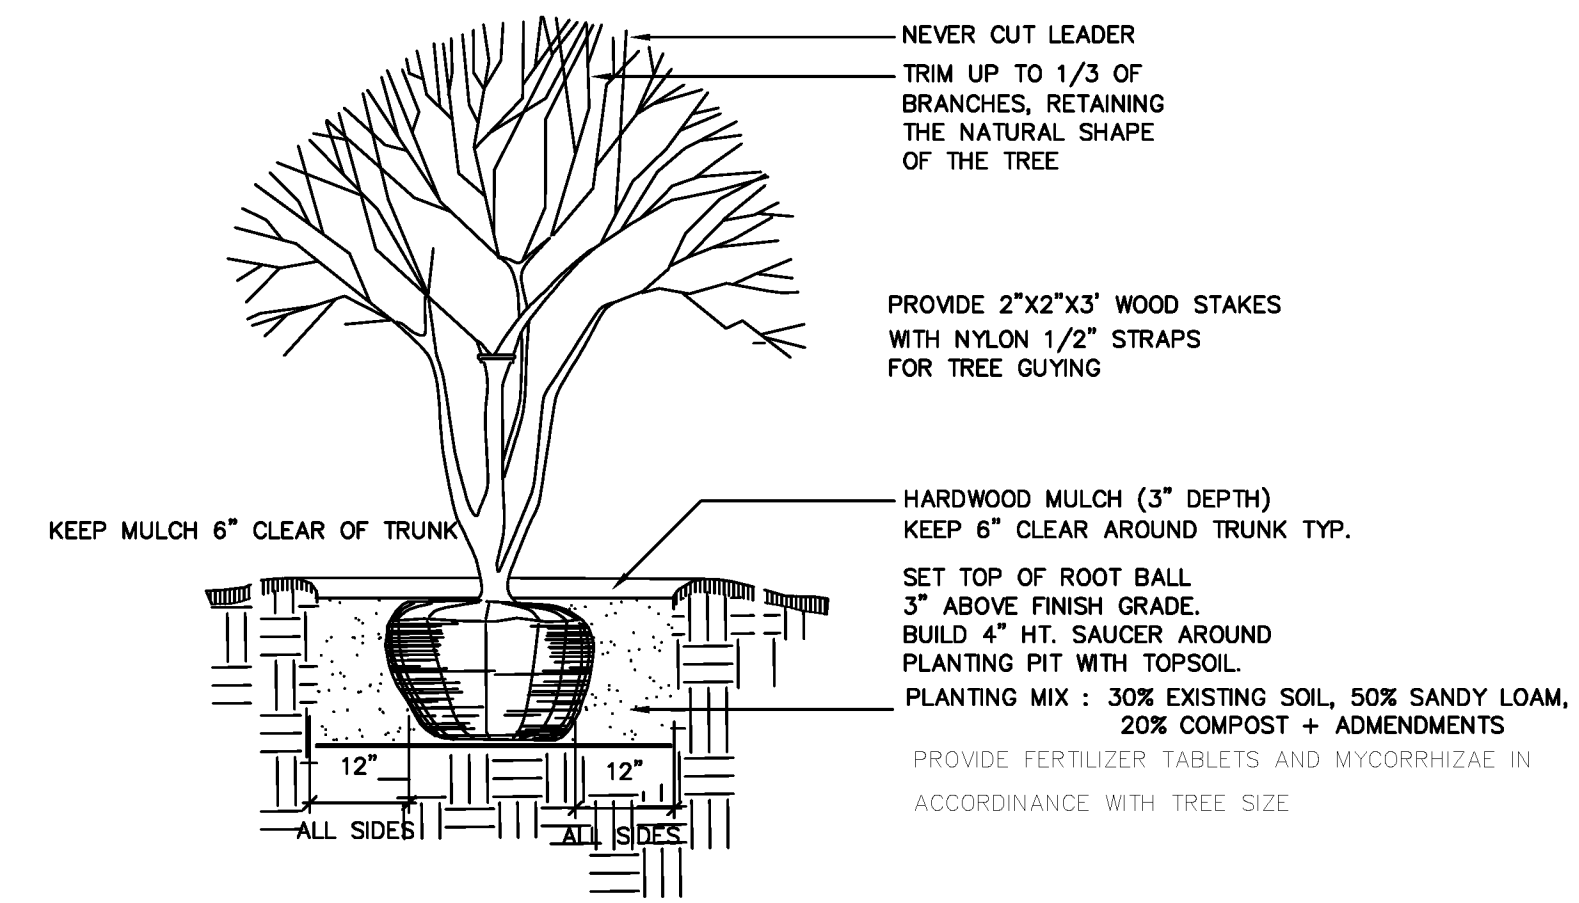 NEVER CUT LEADER
TRIM UP TO 1/3 OF
BRANCHES, RETAINING
THE NATURAL SHAPE
OF THE TREE
PROVIDE 2"X2"X3' WOOD STAKES
WITH NYLON 1/2" STRAPS
FOR TREE GUYING
HARDWOOD MULCH (3" DEPTH)
KEEP 6" CLEAR AROUND TRUNK TYP.
KEEP MULCH 6" CLEAR OF TRUNK
SET TOP OF ROOT BALL
3" ABOVE FINISH GRADE.
BUILD 4" HT. SAUCER AROUND
PLANTING PIT WITH TOPSOIL.
PLANTING MIX : 30% EXISTING SOIL, 50% SANDY LOAM,
20% COMPOST + ADMENDMENTS
PROVIDE FERTILIZER TABLETS AND MYCORRHIZAE IN
ACCORDINANCE WITH TREE SIZE
12"
12"
ALL SIDES
ALL SIDES